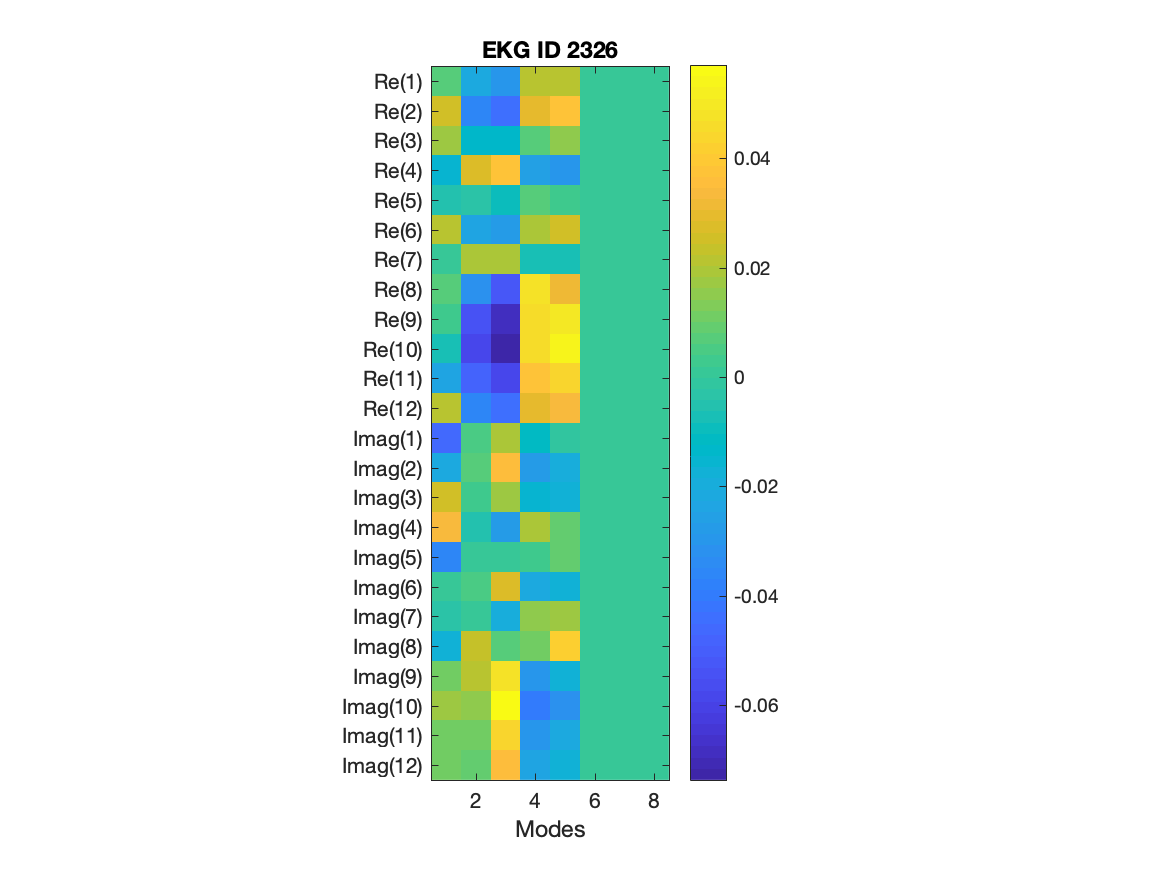 EKG ID 2326
Re(1)
Re(2)
Re(3)
Re(4)
Re(5)
Re(6)
Re(7)
Re(8)
Re(9)
Re(10)
Re(11)
Re(12)
Imag(1)
Imag(2)
Imag(3)
Imag(4)
Imag(5)
Imag(6)
Imag(7)
Imag(8)
Imag(9)
Imag(10)
Imag(11)
Imag(12)
2 4 6 8
Modes
0.04
0.02
0
-0.02
-0.04
-0.06